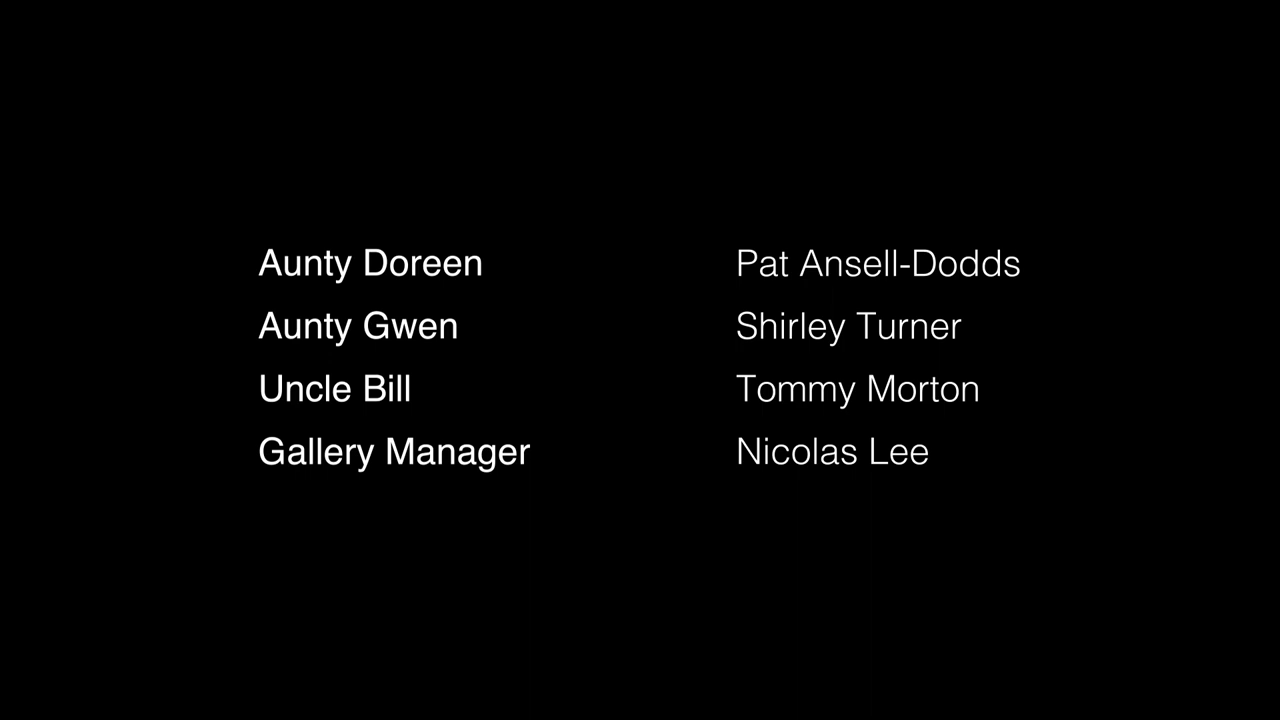 Aunty Doreen Pat Ansell-Dodds
Aunty Gwen Shirley Turner
Uncle Bill Tommy Morton
Gallery Manager Nicolas Lee